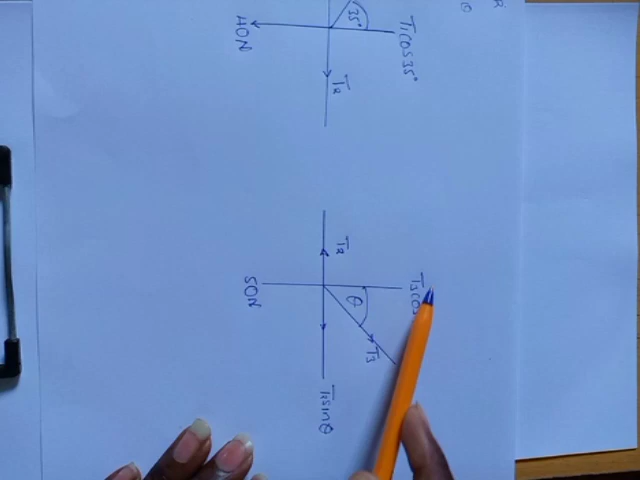 35°
T₁cos35°
T₂
40N
T₂
T₃cos
θ
50N
T₃
T₃sinθ